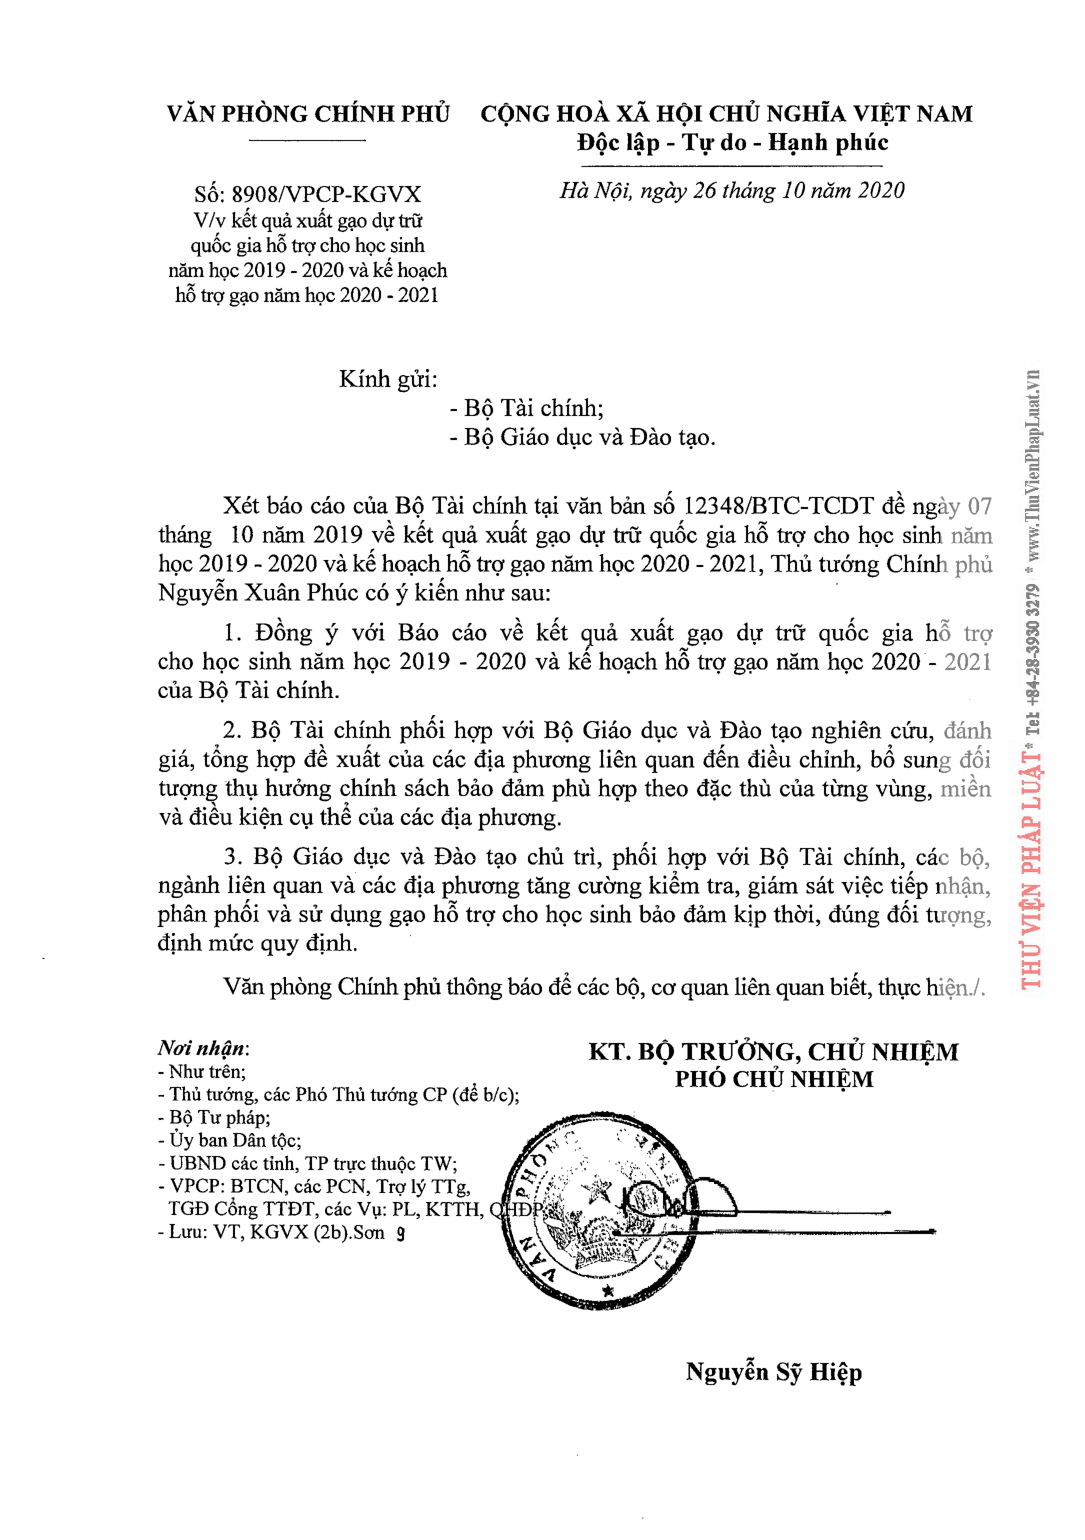 VĂN PHÒNG CHÍNH PHỦ
CỘNG HOÀ XÃ HỘI CHỦ NGHĨA VIỆT NAM
Độc lập - Tự do - Hạnh phúc
Số: 8908/VPCP-KGVX
V/v kết quả xuất gạo dự trữ
quốc gia hỗ trợ cho học sinh
năm học 2019 - 2020 và kế hoạch
hỗ trợ gạo năm học 2020 - 2021
Hà Nội, ngày 26 tháng 10 năm 2020
Kính gửi:
- Bộ Tài chính;
- Bộ Giáo dục và Đào tạo.
Xét báo cáo của Bộ Tài chính tại văn bản số 12348/BTC-TCDT đề ngày 07
tháng 10 năm 2019 về kết quả xuất gạo dự trữ quốc gia hỗ trợ cho học sinh năm
học 2019 - 2020 và kế hoạch hỗ trợ gạo năm học 2020 - 2021, Thủ tướng Chính phủ
Nguyễn Xuân Phúc có ý kiến như sau:
1. Đồng ý với Báo cáo về kết quả xuất gạo dự trữ quốc gia hỗ trợ
cho học sinh năm học 2019 - 2020 và kế hoạch hỗ trợ gạo năm học 2020 - 2021
của Bộ Tài chính.
2. Bộ Tài chính phối hợp với Bộ Giáo dục và Đào tạo nghiên cứu, đánh
giá, tổng hợp đề xuất của các địa phương liên quan đến điều chỉnh, bổ sung đối
tượng thụ hưởng chính sách bảo đảm phù hợp theo đặc thù của từng vùng, miền
và điều kiện cụ thể của các địa phương.
3. Bộ Giáo dục và Đào tạo chủ trì, phối hợp với Bộ Tài chính, các bộ,
ngành liên quan và các địa phương tăng cường kiểm tra, giám sát việc tiếp nhận,
phân phối và sử dụng gạo hỗ trợ cho học sinh bảo đảm kịp thời, đúng đối tượng,
định mức quy định.
Văn phòng Chính phủ thông báo để các bộ, cơ quan liên quan biết, thực hiện./.
Nơi nhận:
- Như trên;
- Thủ tướng, các Phó Thủ tướng CP (để b/c);
- Bộ Tư pháp;
- Ủy ban Dân tộc;
- UBND các tỉnh, TP trực thuộc TW;
- VPCP: BTCN, các PCN, Trợ lý TTg,
TGĐ Cổng TTĐT, các Vụ: PL, KTTH, QHĐP;
- Lưu: VT, KGVX (2b).Sơn 9
KT. BỘ TRƯỞNG, CHỦ NHIỆM
PHÓ CHỦ NHIỆM
VĂN PHÒNG CHÍNH PHỦ
Nguyễn Sỹ Hiệp
THƯ VIỆN PHÁP LUẬT * Tel: +84-28-3930 3279 * www.ThuVienPhapLuat.vn